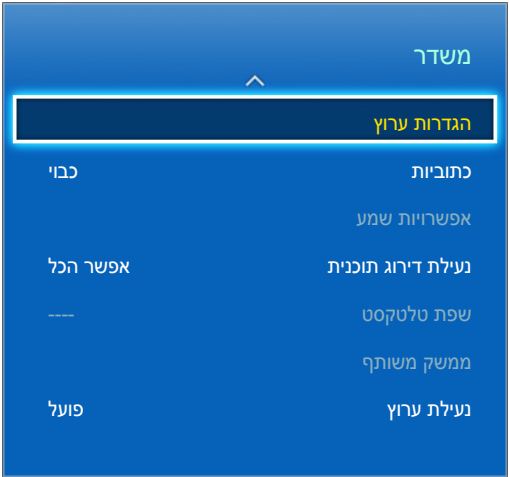 משדר
הגדרות ערוץ
כתוביות כבוי
אפשרויות שמע
נעילת דירוג תוכנית אפשר הכל
שפת טלטקסט ----
ממשק משותף
נעילת ערוץ פועל